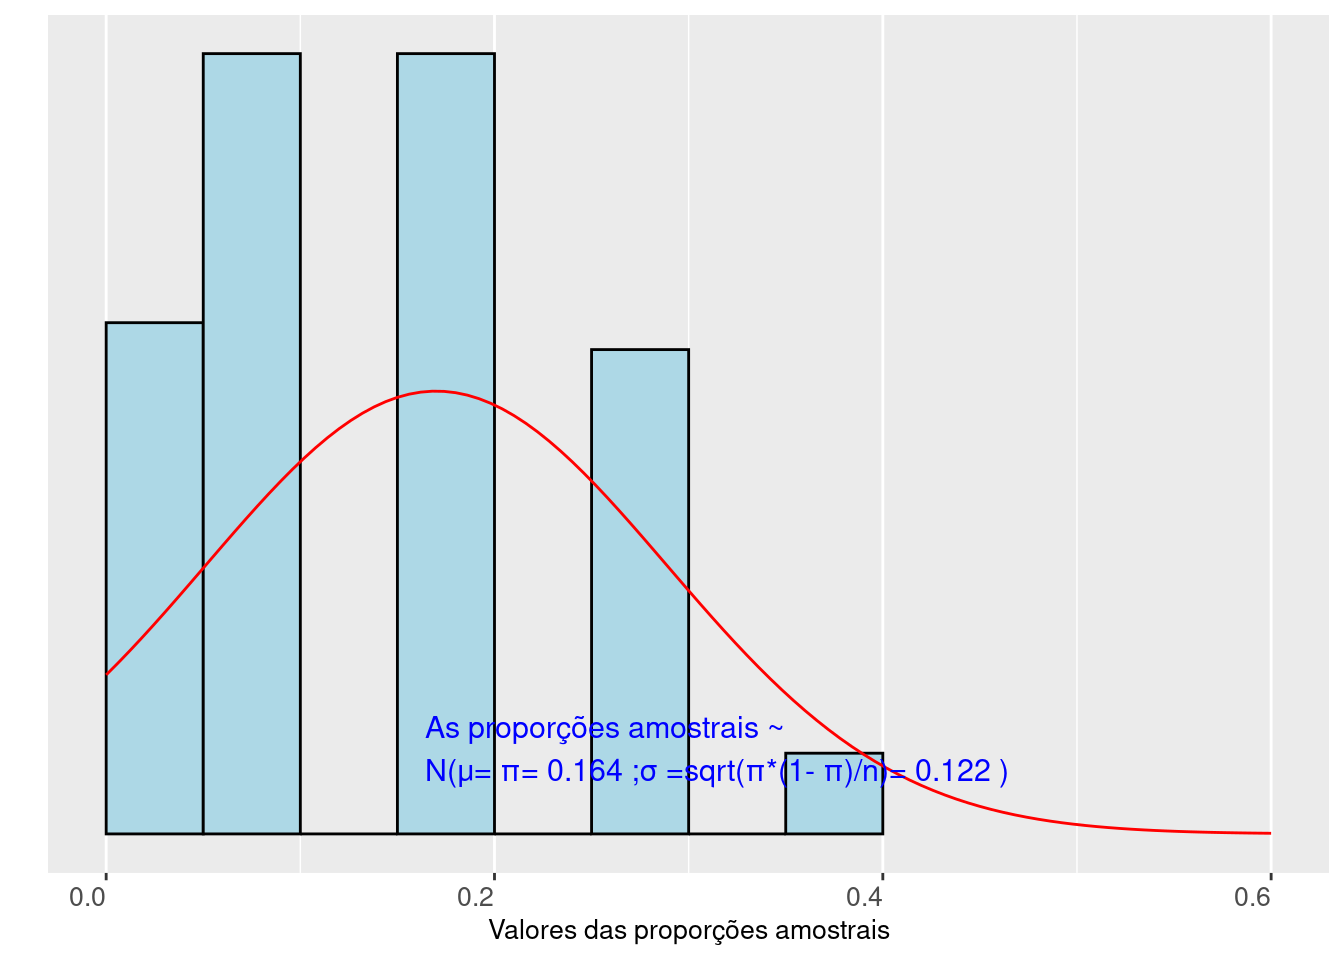 As proporções amostrais ~
N(μ= π= 0.164 ;σ =sqrt(π*(1- π)/n)= 0.122 )
0.0 0.2 0.4 0.6
Valores das proporções amostrais